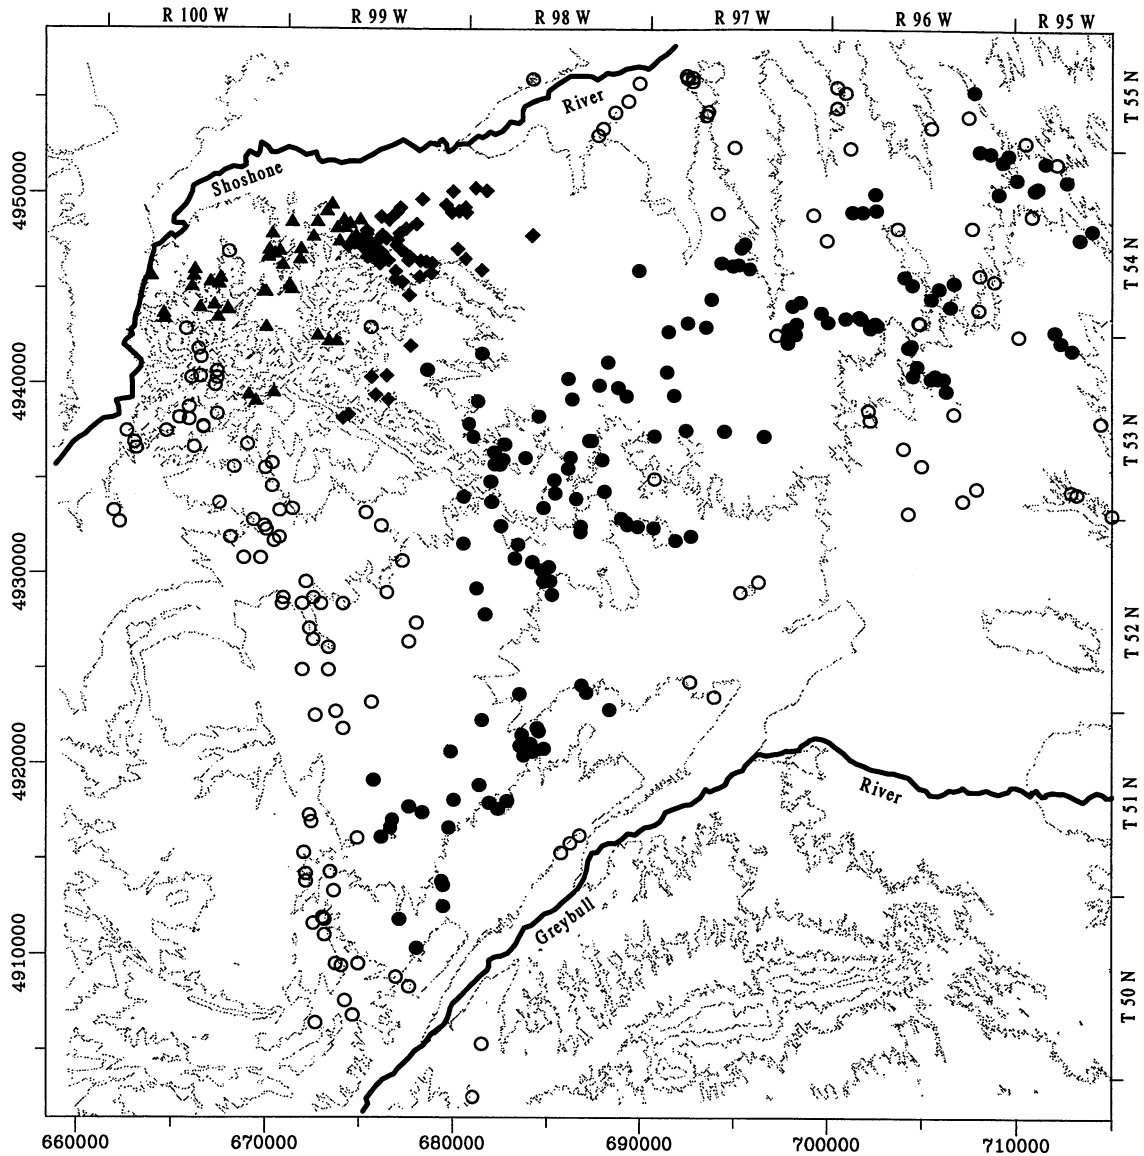 R 100 W R 99 W R 98 W R 97 W R 96 W R 95 W
T 55 N
River
Shoshone
4950000
T 54 N
4940000
T 53 N
4930000
T 52 N
4920000
River
T 51 N
Greybull
4910000
T 50 N
660000 670000 680000 690000 700000 710000